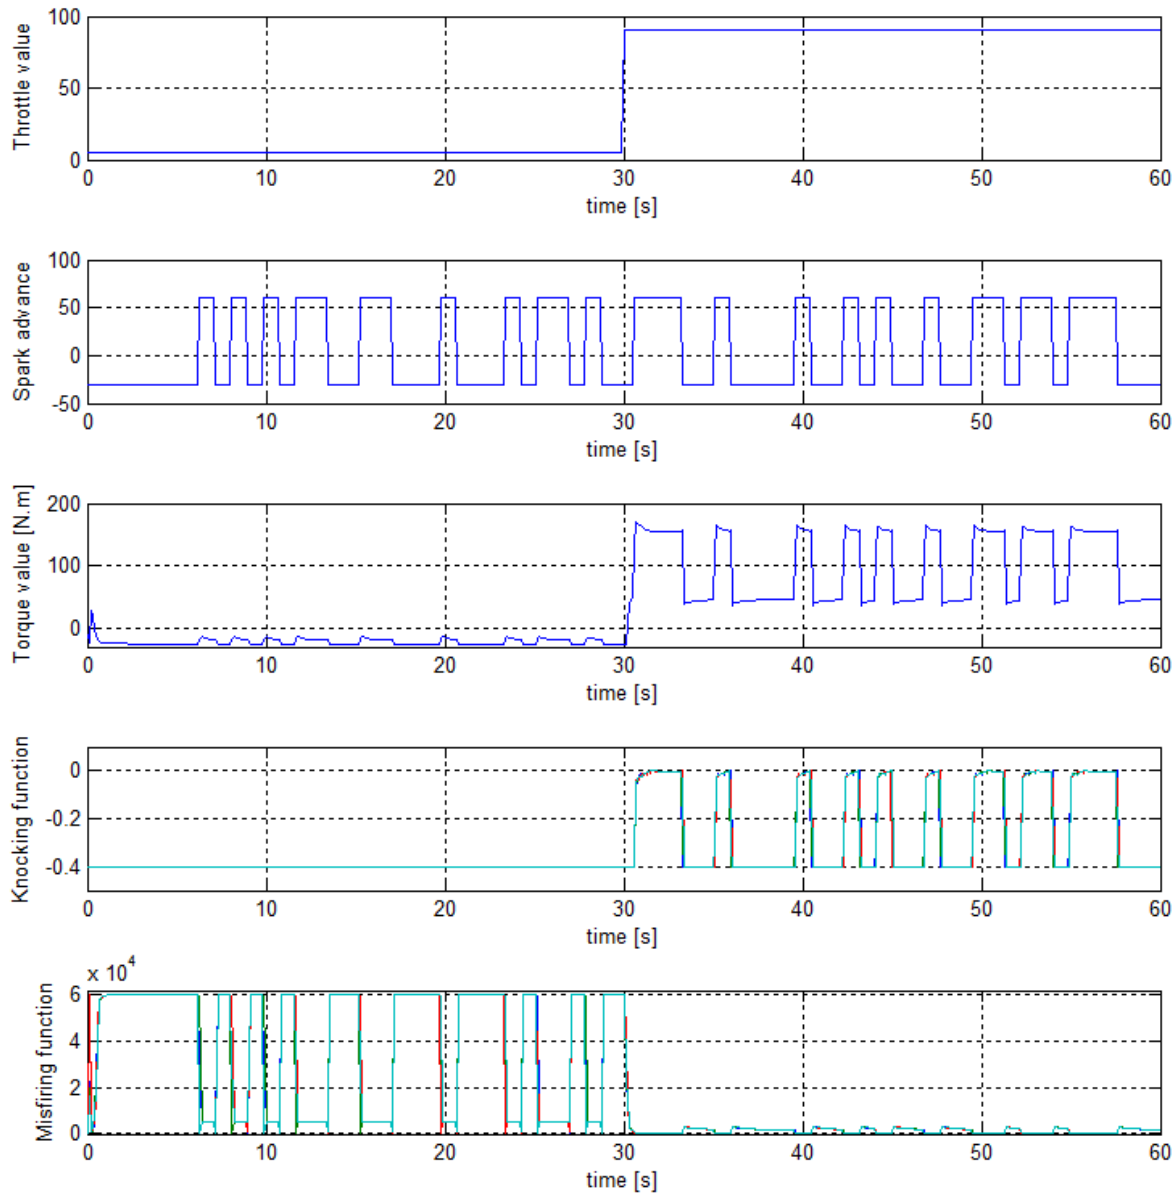 Throttle value
100
50
0
0 10 20 30 40 50 60
time [s]
Spark advance
100
50
0
-50
0 10 20 30 40 50 60
time [s]
Torque value [N.m]
200
100
0
0 10 20 30 40 50 60
time [s]
Knocking function
0
-0.2
-0.4
0 10 20 30 40 50 60
time [s]
Misfiring function
x 10^4
6
4
2
0
0 10 20 30 40 50 60
time [s]